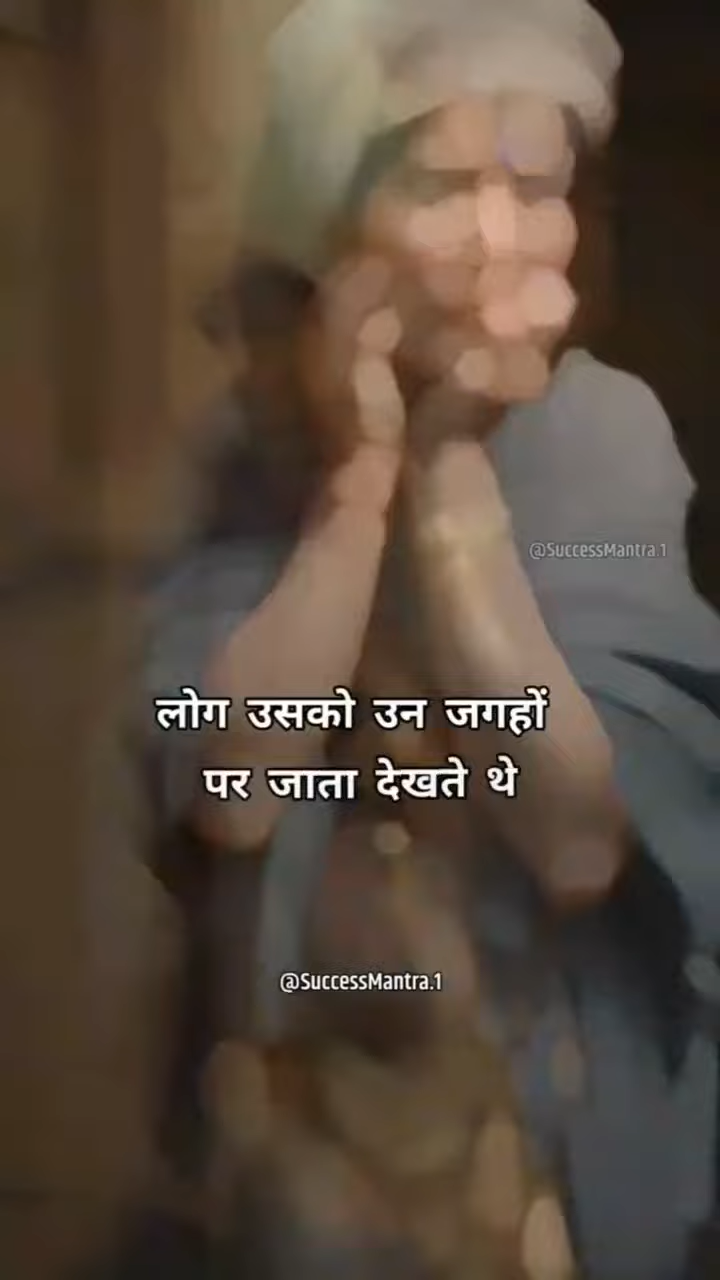 @SuccessMantra.1
लोग उसको उन जगहों
पर जाता देखते थे
@SuccessMantra.1